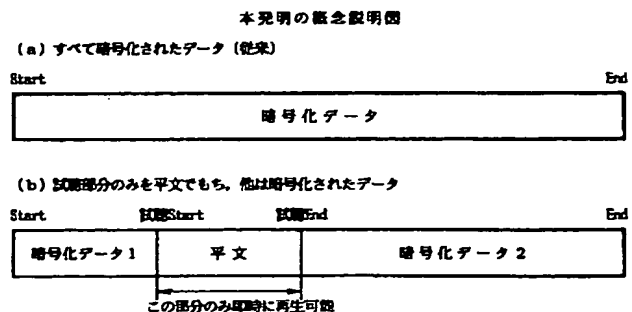 本発明の概念説明図
(a) すべて暗号化されたデータ(従来)
Start End
暗号化データ
(b) 試聴部分のみを平文でもち、他は暗号化されたデータ
Start 試聴Start 試聴End End
暗号化データ1 平文 暗号化データ2
この部分のみ即時に再生可能